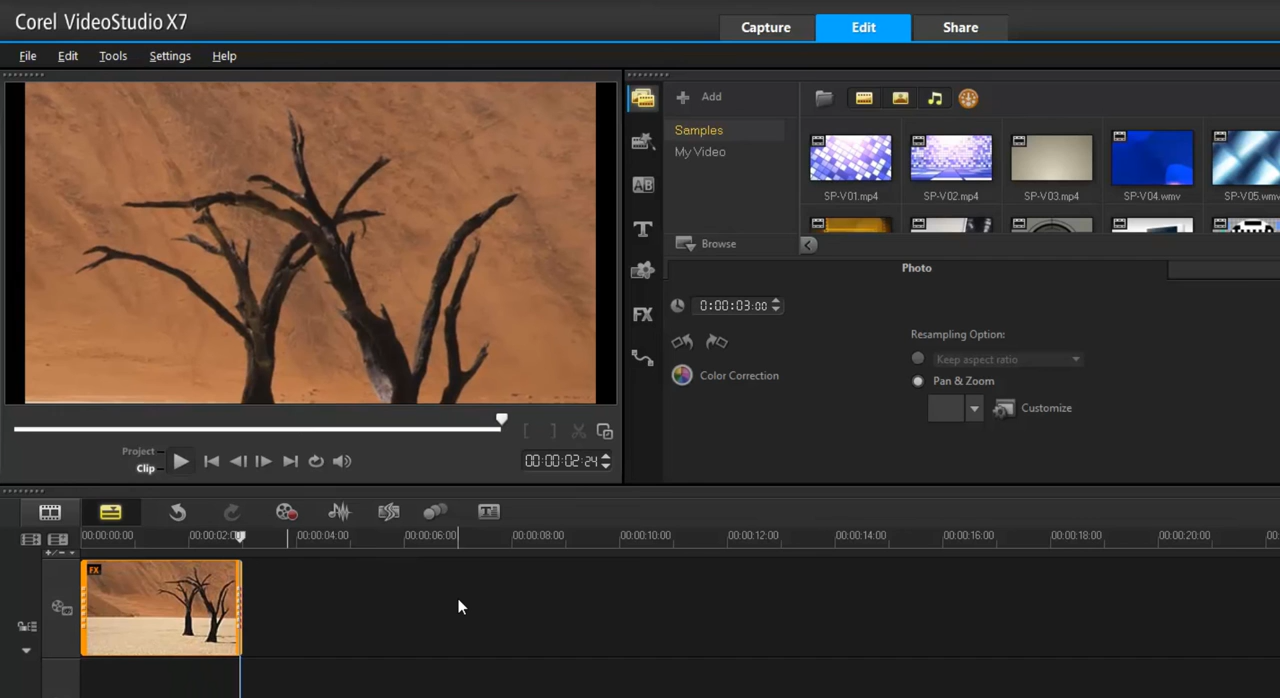 Corel VideoStudio X7
Capture
Edit
Share
File
Edit
Tools
Settings
Help
Add
Samples
My Video
Browse
SP-V01.mp4
SP-V02.mp4
SP-V03.mp4
SP-V04.wmv
SP-V05.wmv
Photo
0:00:03:00
Color Correction
Resampling Option:
Keep aspect ratio
Pan & Zoom
Customize
AB
T
FX
Project
Clip
[ ]
00:00:02:24
00:00:00:00
00:00:02:00
00:00:04:00
00:00:06:00
00:00:08:00
00:00:10:00
00:00:12:00
00:00:14:00
00:00:16:00
00:00:18:00
00:00:20:00
00:
FX